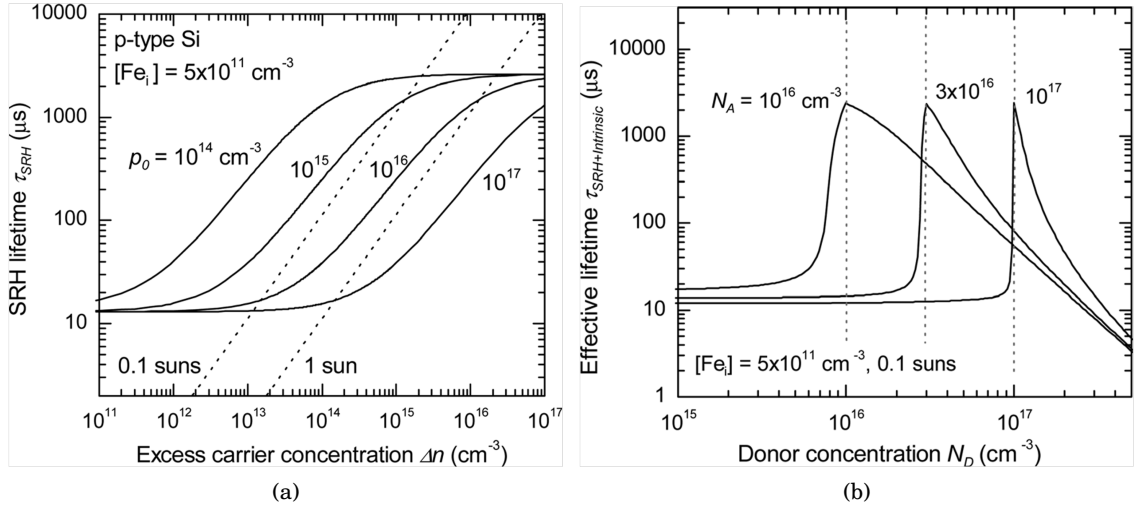 10000
1000
100
10
SRH lifetime τSRH (μs)
p-type Si
[Fei] = 5x10¹¹ cm⁻³
p0 = 10¹⁴ cm⁻³
10¹⁵
10¹⁶
10¹⁷
0.1 suns
1 sun
10¹¹ 10¹² 10¹³ 10¹⁴ 10¹⁵ 10¹⁶ 10¹⁷
Excess carrier concentration Δn (cm⁻³)
(a)
10000
1000
100
10
1
Effective lifetime τSRH+Intrinsic (μs)
NA = 10¹⁶ cm⁻³
3x10¹⁶
10¹⁷
[Fei] = 5x10¹¹ cm⁻³, 0.1 suns
10¹⁵ 10¹⁶ 10¹⁷
Donor concentration ND (cm⁻³)
(b)